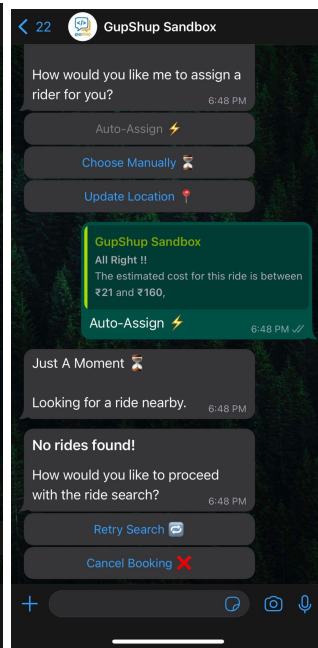 22
GupShup Sandbox
How would you like me to assign a
rider for you?
6:48 PM
Auto-Assign ⚡
Choose Manually ⏳
Update Location 📍
GupShup Sandbox
All Right !!
The estimated cost for this ride is between
₹21 and ₹160,
Auto-Assign ⚡
6:48 PM
Just A Moment ⏳
Looking for a ride nearby.
6:48 PM
No rides found!
How would you like to proceed
with the ride search?
6:48 PM
Retry Search 🔁
Cancel Booking ❌